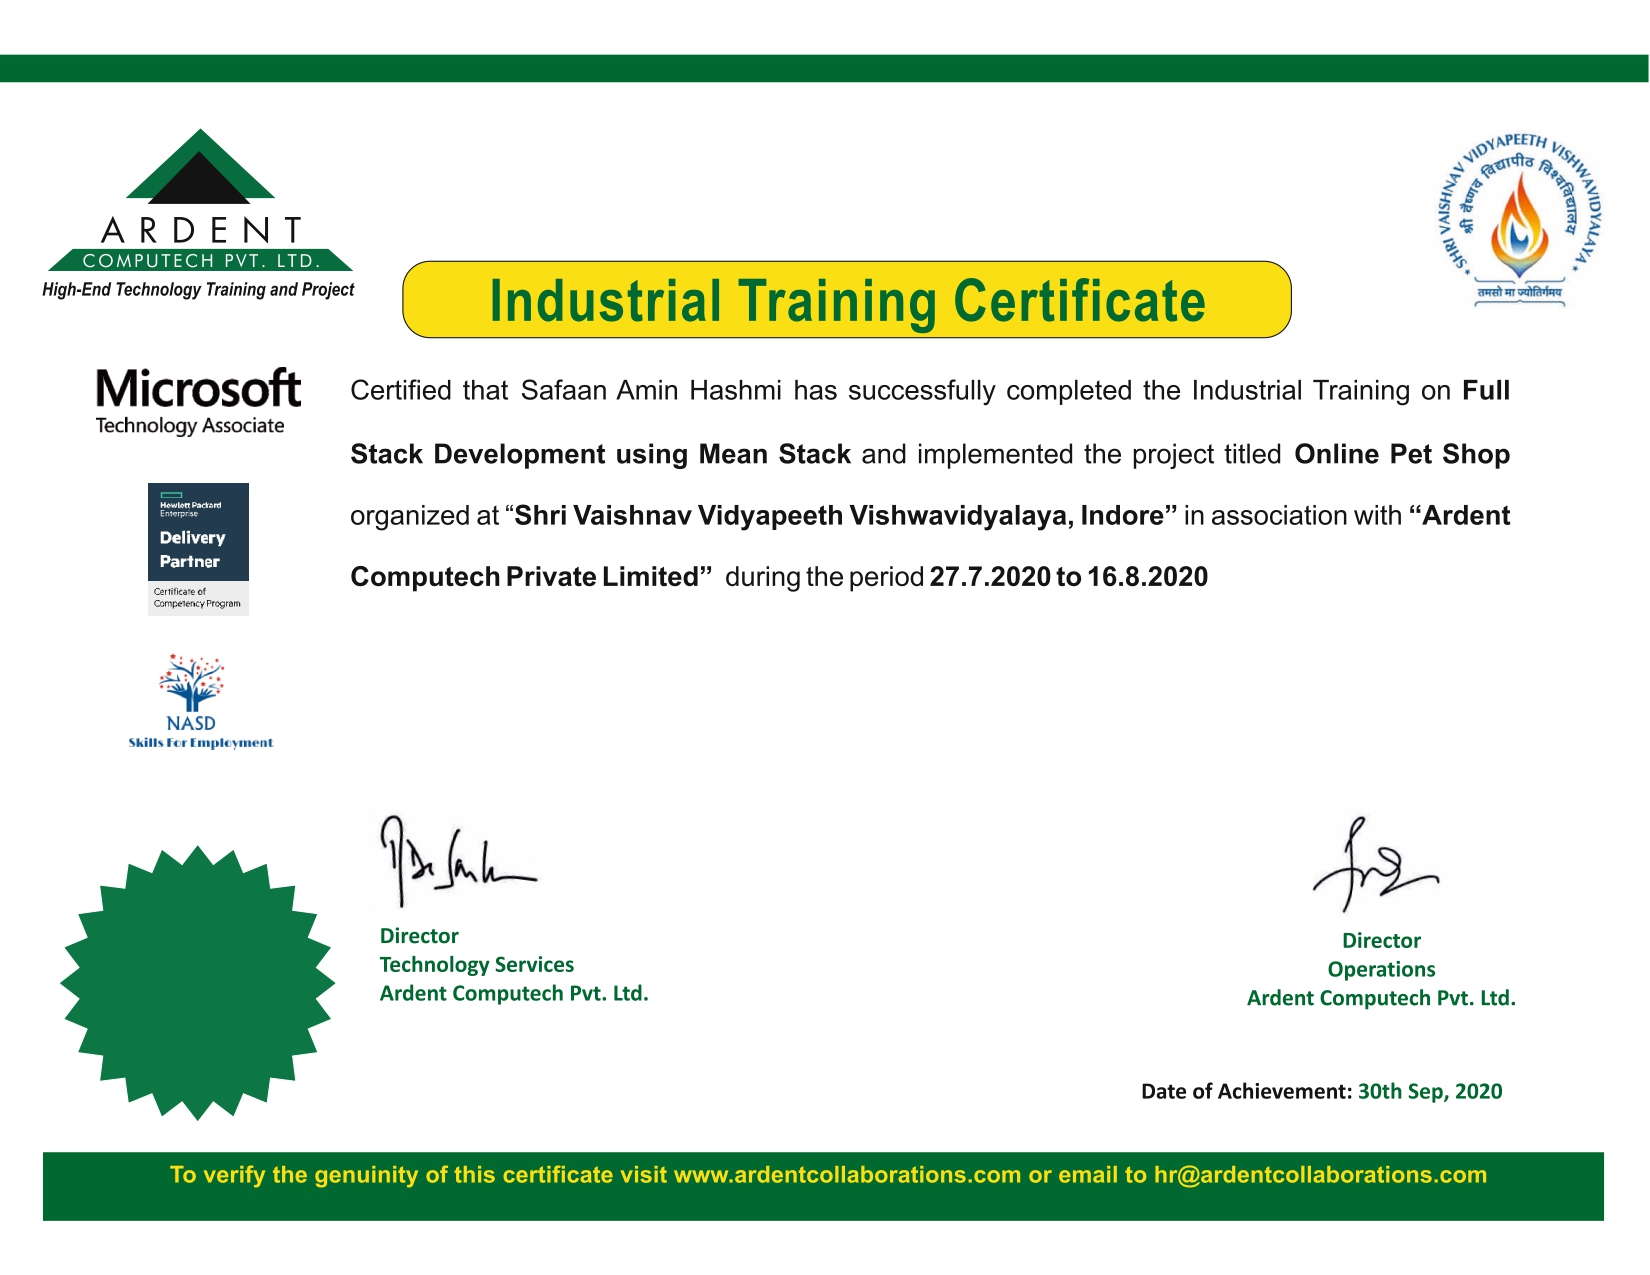 ARDENT
COMPUTECH PVT. LTD.
High-End Technology Training and Project
SHRI VAISHNAV VIDYAPEETH VISHWAVIDYALAYA
श्री वैष्णव विद्यापीठ विश्वविद्यालय
तमसो मा ज्योतिर्गमय
Industrial Training Certificate
Microsoft
Technology Associate
Hewlett Packard
Enterprise
Delivery
Partner
Certificate of
Competency Program
NASD
Skills For Employment
Certified that Safaan Amin Hashmi has successfully completed the Industrial Training on Full
Stack Development using Mean Stack and implemented the project titled Online Pet Shop
organized at “Shri Vaishnav Vidyapeeth Vishwavidyalaya, Indore” in association with “Ardent
Computech Private Limited” during the period 27.7.2020 to 16.8.2020
Director
Technology Services
Ardent Computech Pvt. Ltd.
Director
Operations
Ardent Computech Pvt. Ltd.
Date of Achievement: 30th Sep, 2020
To verify the genuinity of this certificate visit www.ardentcollaborations.com or email to hr@ardentcollaborations.com